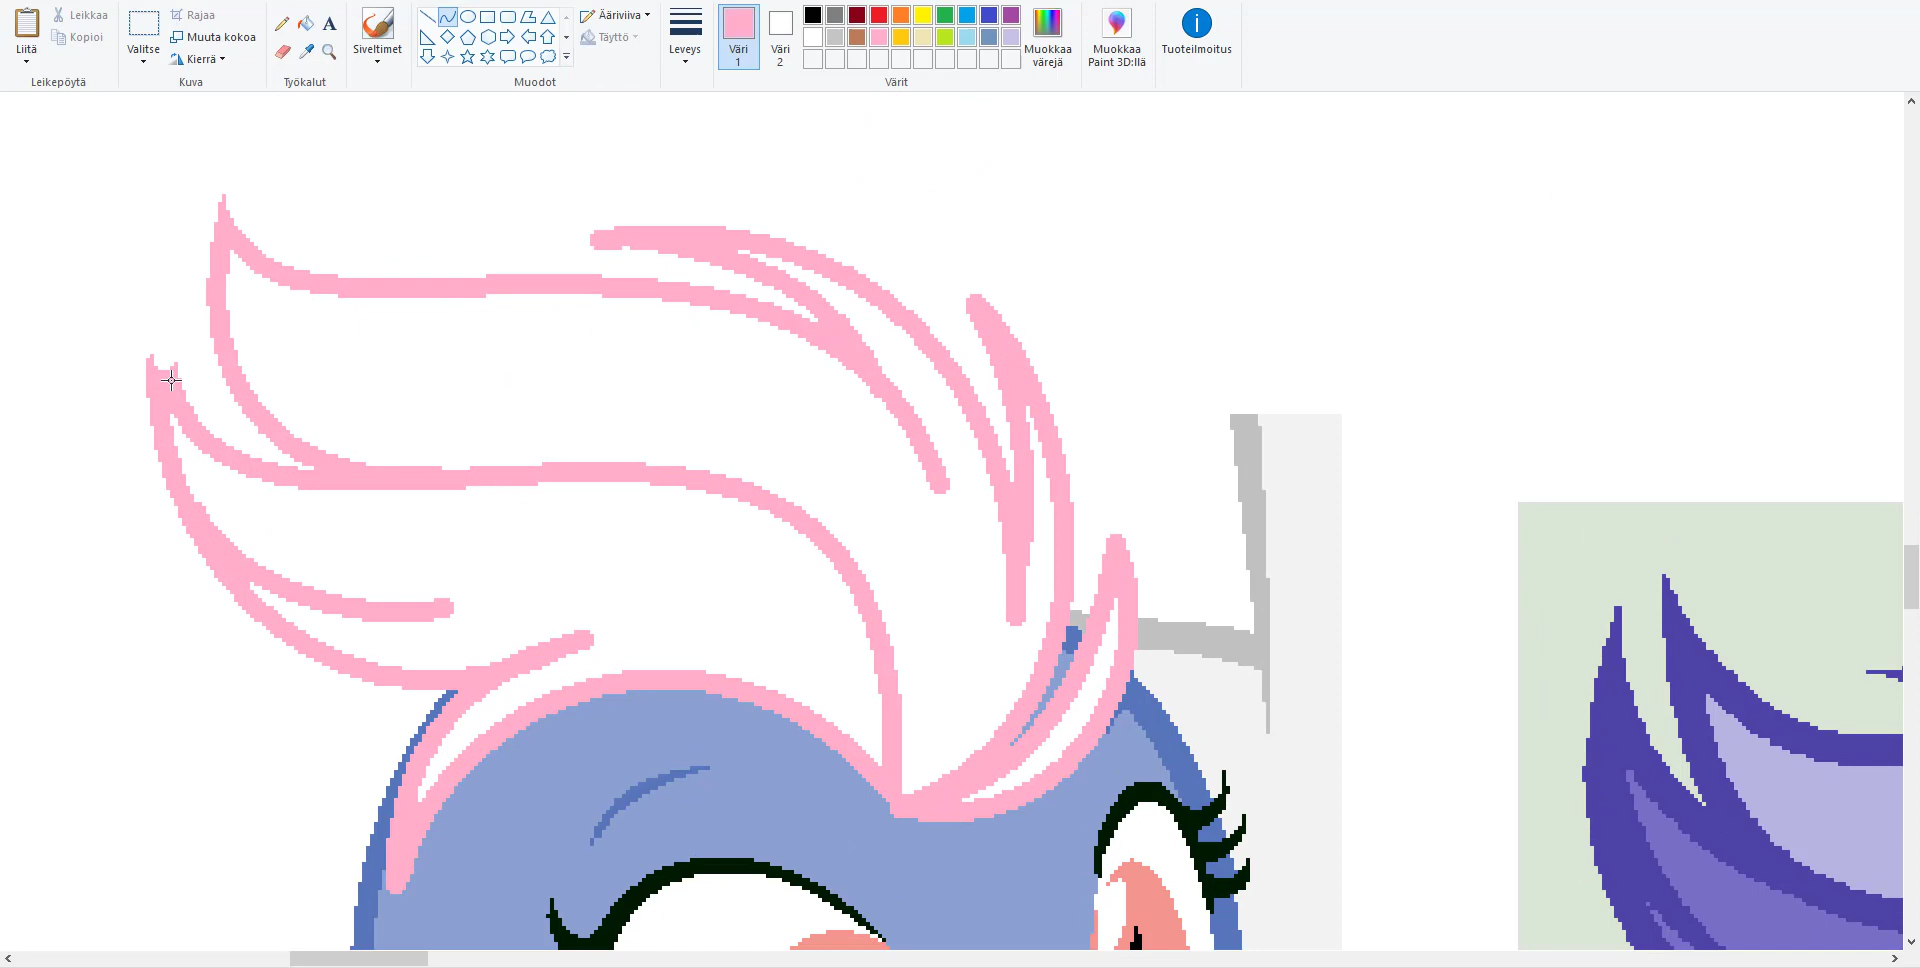 Liitä
Leikkaa
Kopioi
Leikepöytä
Valitse
Rajaa
Muuta kokoa
Kierrä
Kuva
A
Työkalut
Siveltimet
Ääriviiva
Täyttö
Muodot
Leveys
Väri
1
Väri
2
Muokkaa
värejä
Värit
Muokkaa
Paint 3D:llä
Tuoteilmoitus